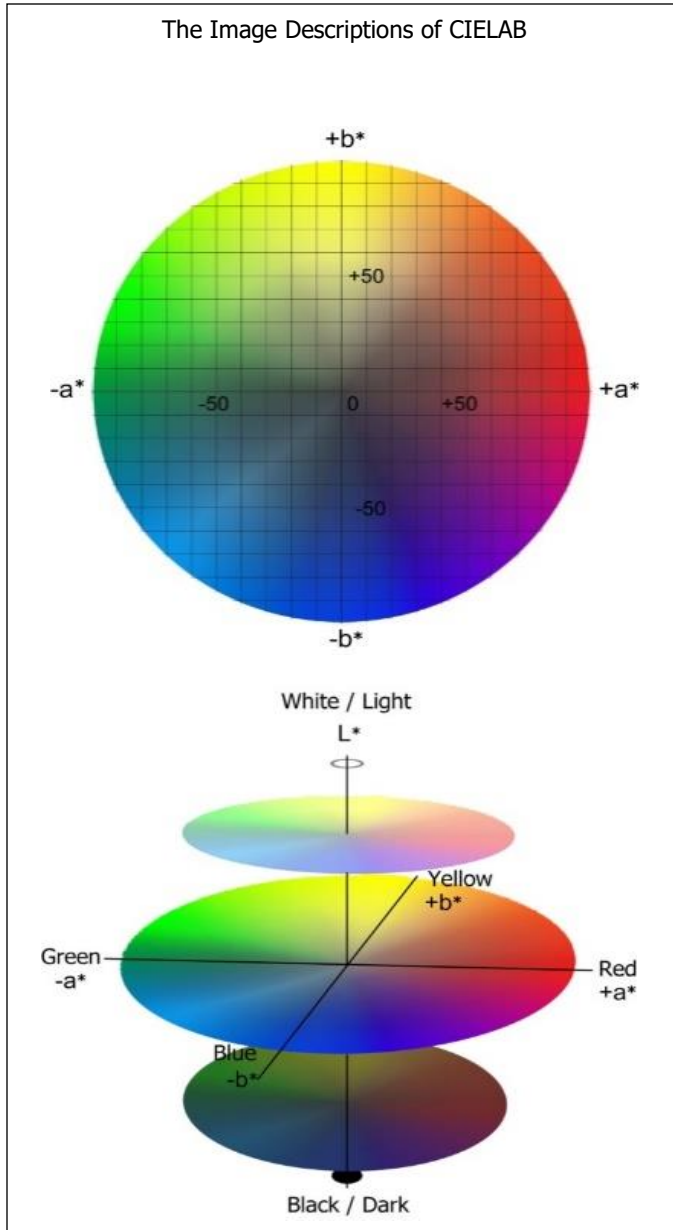 The Image Descriptions of CIELAB
+b*
+50
-a*
-50
0
+50
+a*
-50
-b*
White / Light
L*
Yellow
+b*
Green
-a*
Red
+a*
Blue
-b*
Black / Dark